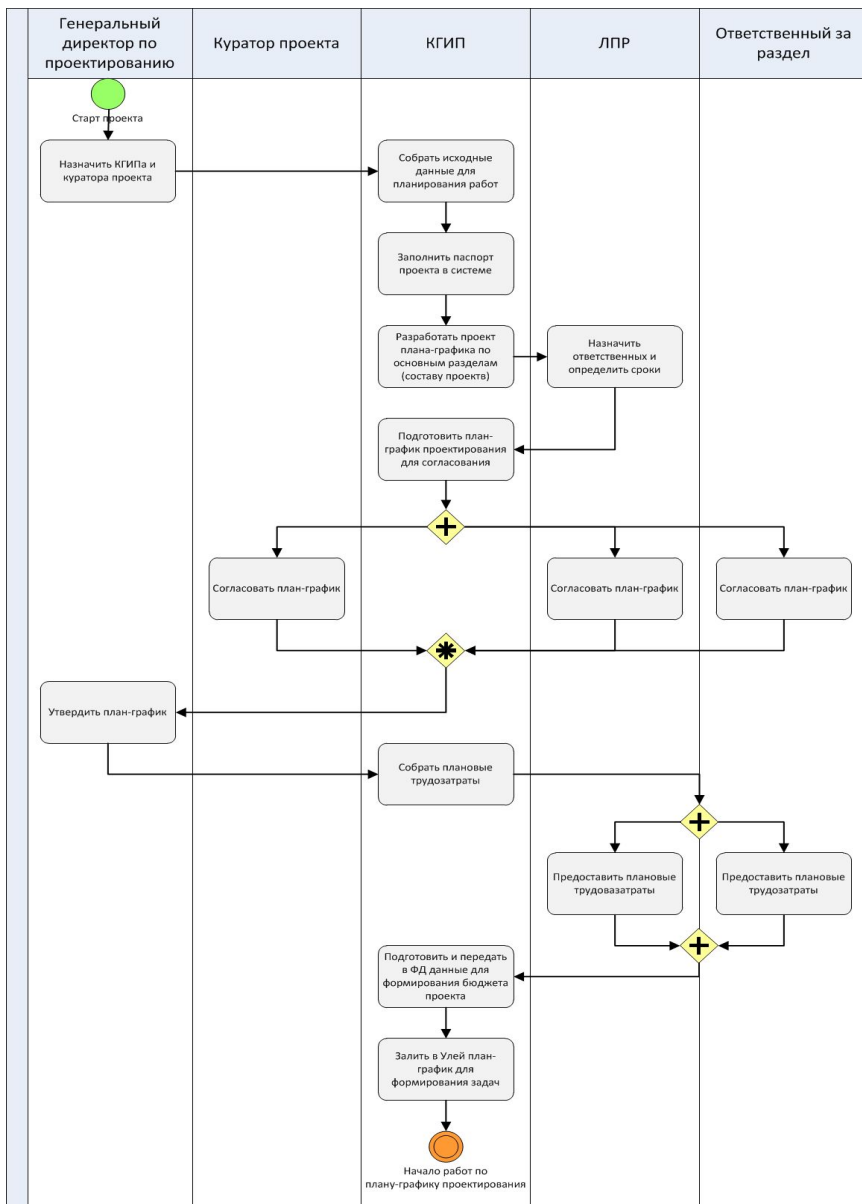 Генеральный
директор по
проектированию
Куратор проекта
КГИП
ЛПР
Ответственный за
раздел
Старт проекта
Назначить КГИПа и
куратора проекта
Собрать исходные
данные для
планирования работ
Заполнить паспорт
проекта в системе
Разработать проект
плана-графика по
основным разделам
(составу проектв)
Назначить
ответственных и
определить сроки
Подготовить план-
график проектирования
для согласования
Согласовать план-график
Согласовать план-график
Согласовать план-график
Утвердить план-график
Собрать плановые
трудозатраты
Предоставить плановые
трудовазатраты
Предоставить плановые
трудозатраты
Подготовить и передать
в ФД данные для
формирования бюджета
проекта
Залить в Улей план-
график для
формирования задач
Начало работ по
плану-графику проектирования